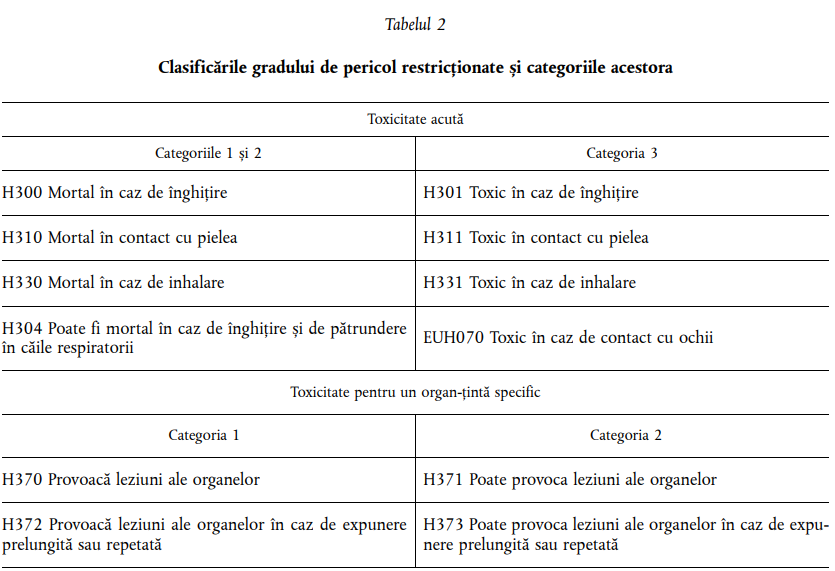 Tabelul 2
Clasificările gradului de pericol restricționate și categoriile acestora
Toxicitate acută
Categoriile 1 și 2
Categoria 3
H300 Mortal în caz de înghițire
H301 Toxic în caz de înghițire
H310 Mortal în contact cu pielea
H311 Toxic în contact cu pielea
H330 Mortal în caz de inhalare
H331 Toxic în caz de inhalare
H304 Poate fi mortal în caz de înghițire și de pătrundere
în căile respiratorii
EUH070 Toxic în caz de contact cu ochii
Toxicitate pentru un organ-țintă specific
Categoria 1
Categoria 2
H370 Provoacă leziuni ale organelor
H371 Poate provoca leziuni ale organelor
H372 Provoacă leziuni ale organelor în caz de expunere
prelungită sau repetată
H373 Poate provoca leziuni ale organelor în caz de expu-
nere prelungită sau repetată